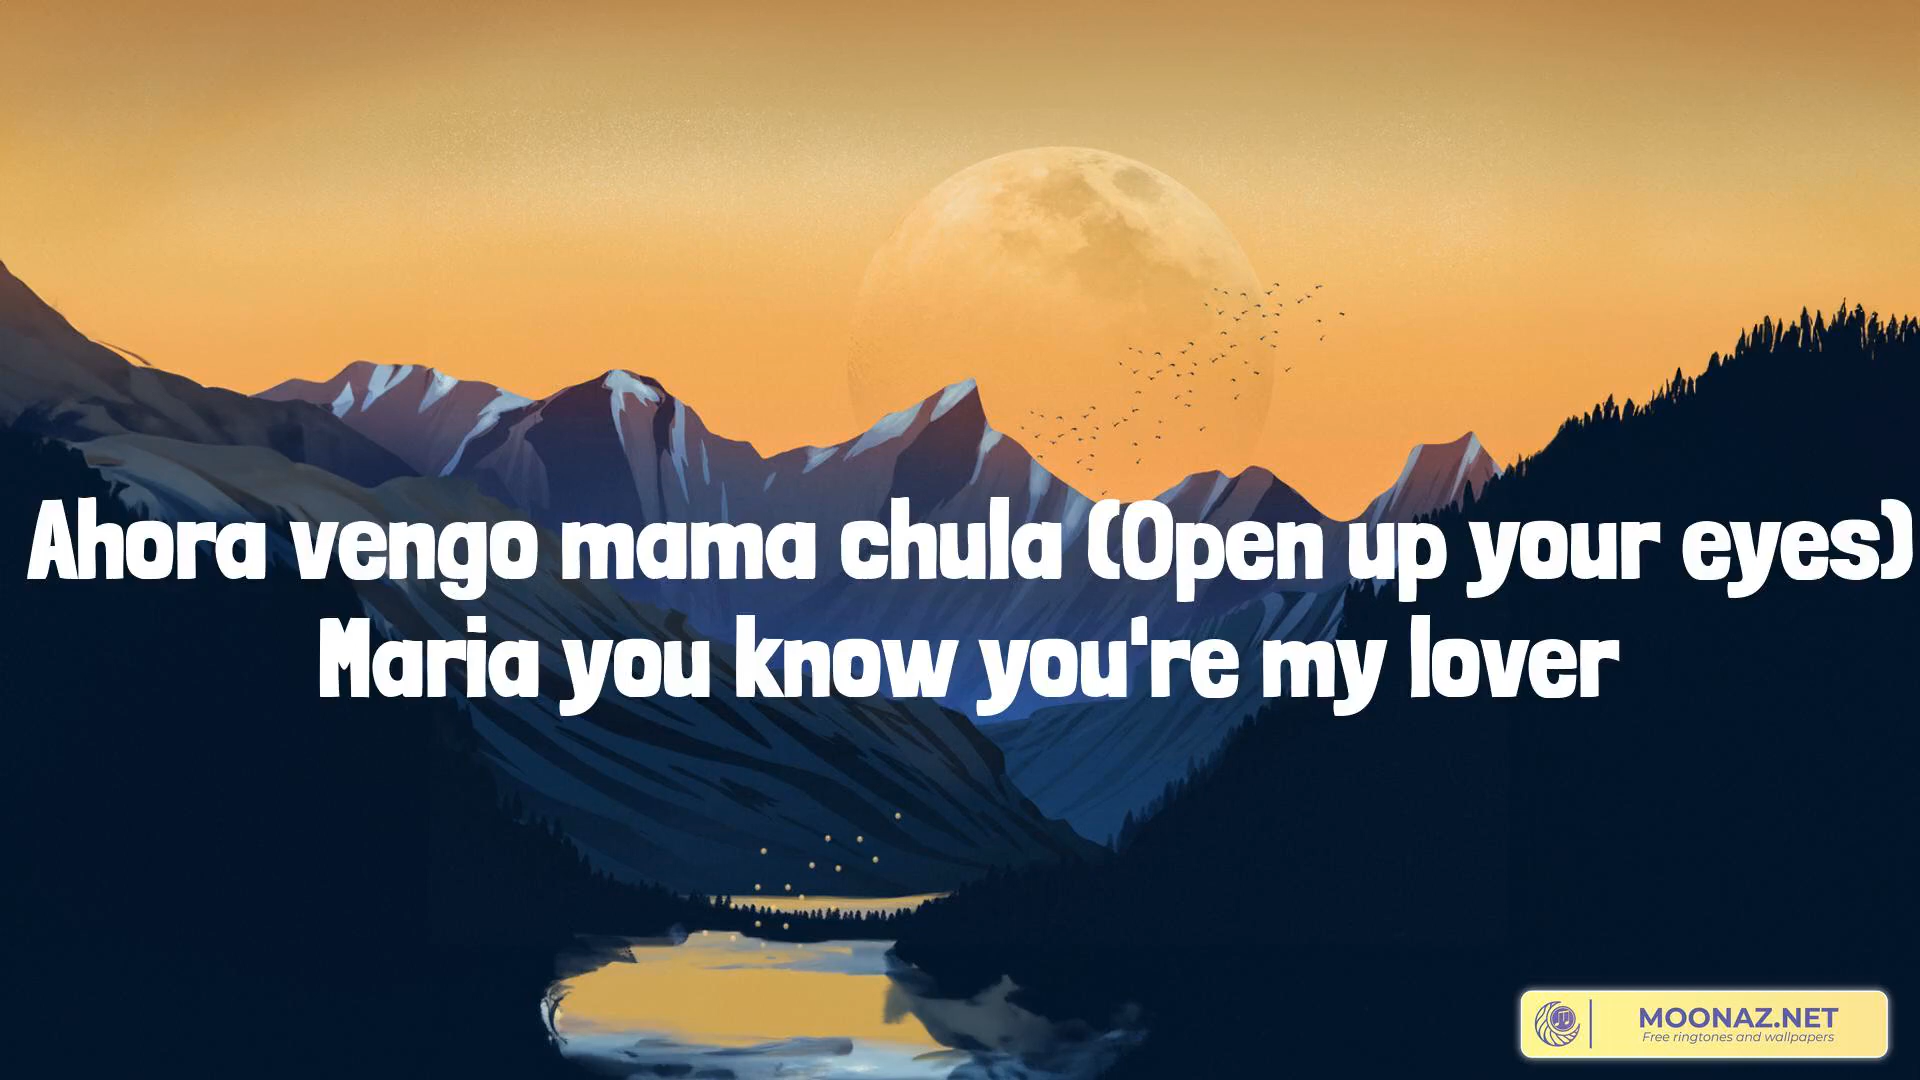 Ahora vengo mama chula (Open up your eyes)
Maria you know you're my lover
MOONAZ.NET
Free ringtones and wallpapers